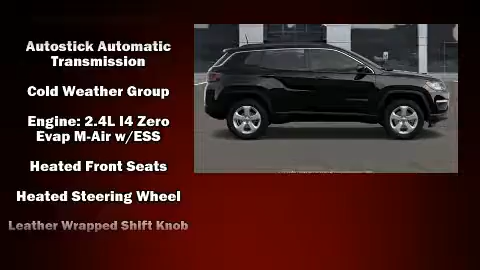 Autostick Automatic
Transmission
Cold Weather Group
Engine: 2.4L I4 Zero
Evap M-Air w/ESS
Heated Front Seats
Heated Steering Wheel
Leather Wrapped Shift Knob